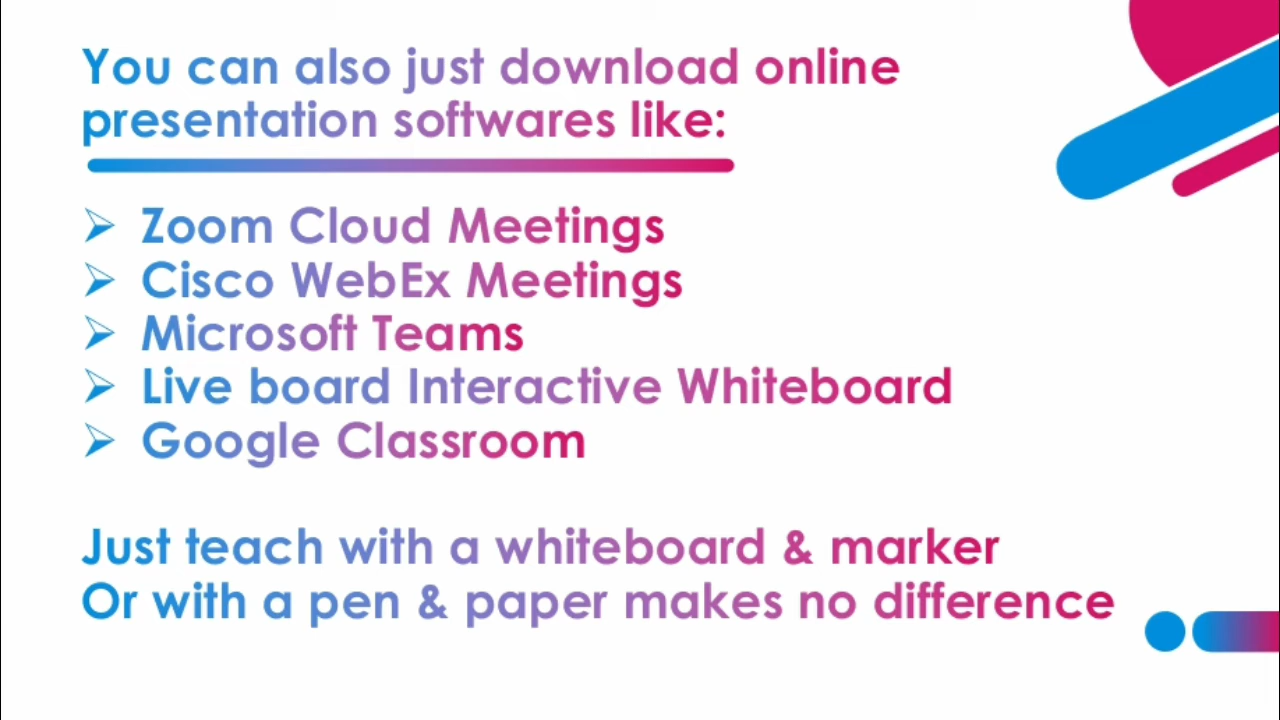 You can also just download online
presentation softwares like:
➢ Zoom Cloud Meetings
➢ Cisco WebEx Meetings
➢ Microsoft Teams
➢ Live board Interactive Whiteboard
➢ Google Classroom
Just teach with a whiteboard & marker
Or with a pen & paper makes no difference